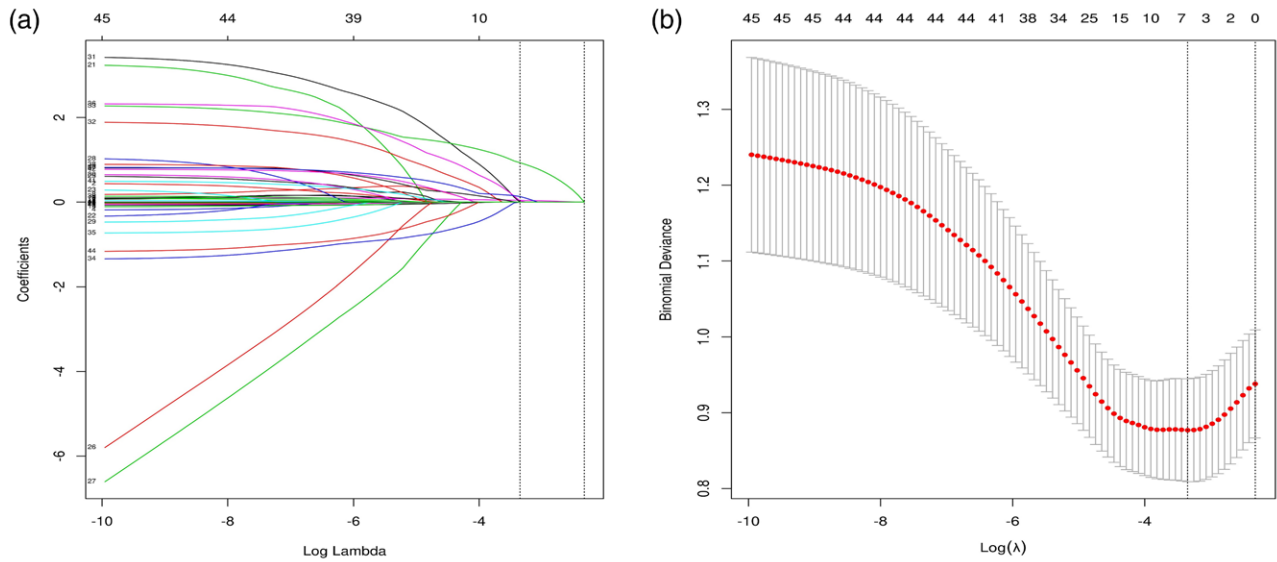 (a)
45 44 39 10
Coefficients
2
0
-2
-4
-6
31
21
32
28
22
29
35
44
34
26
27
-10 -8 -6 -4
Log Lambda
(b)
45 45 45 44 44 44 44 44 41 38 34 25 15 10 7 3 2 0
Binomial Deviance
1.3
1.2
1.1
1.0
0.9
0.8
-10 -8 -6 -4 -2
Log(λ)